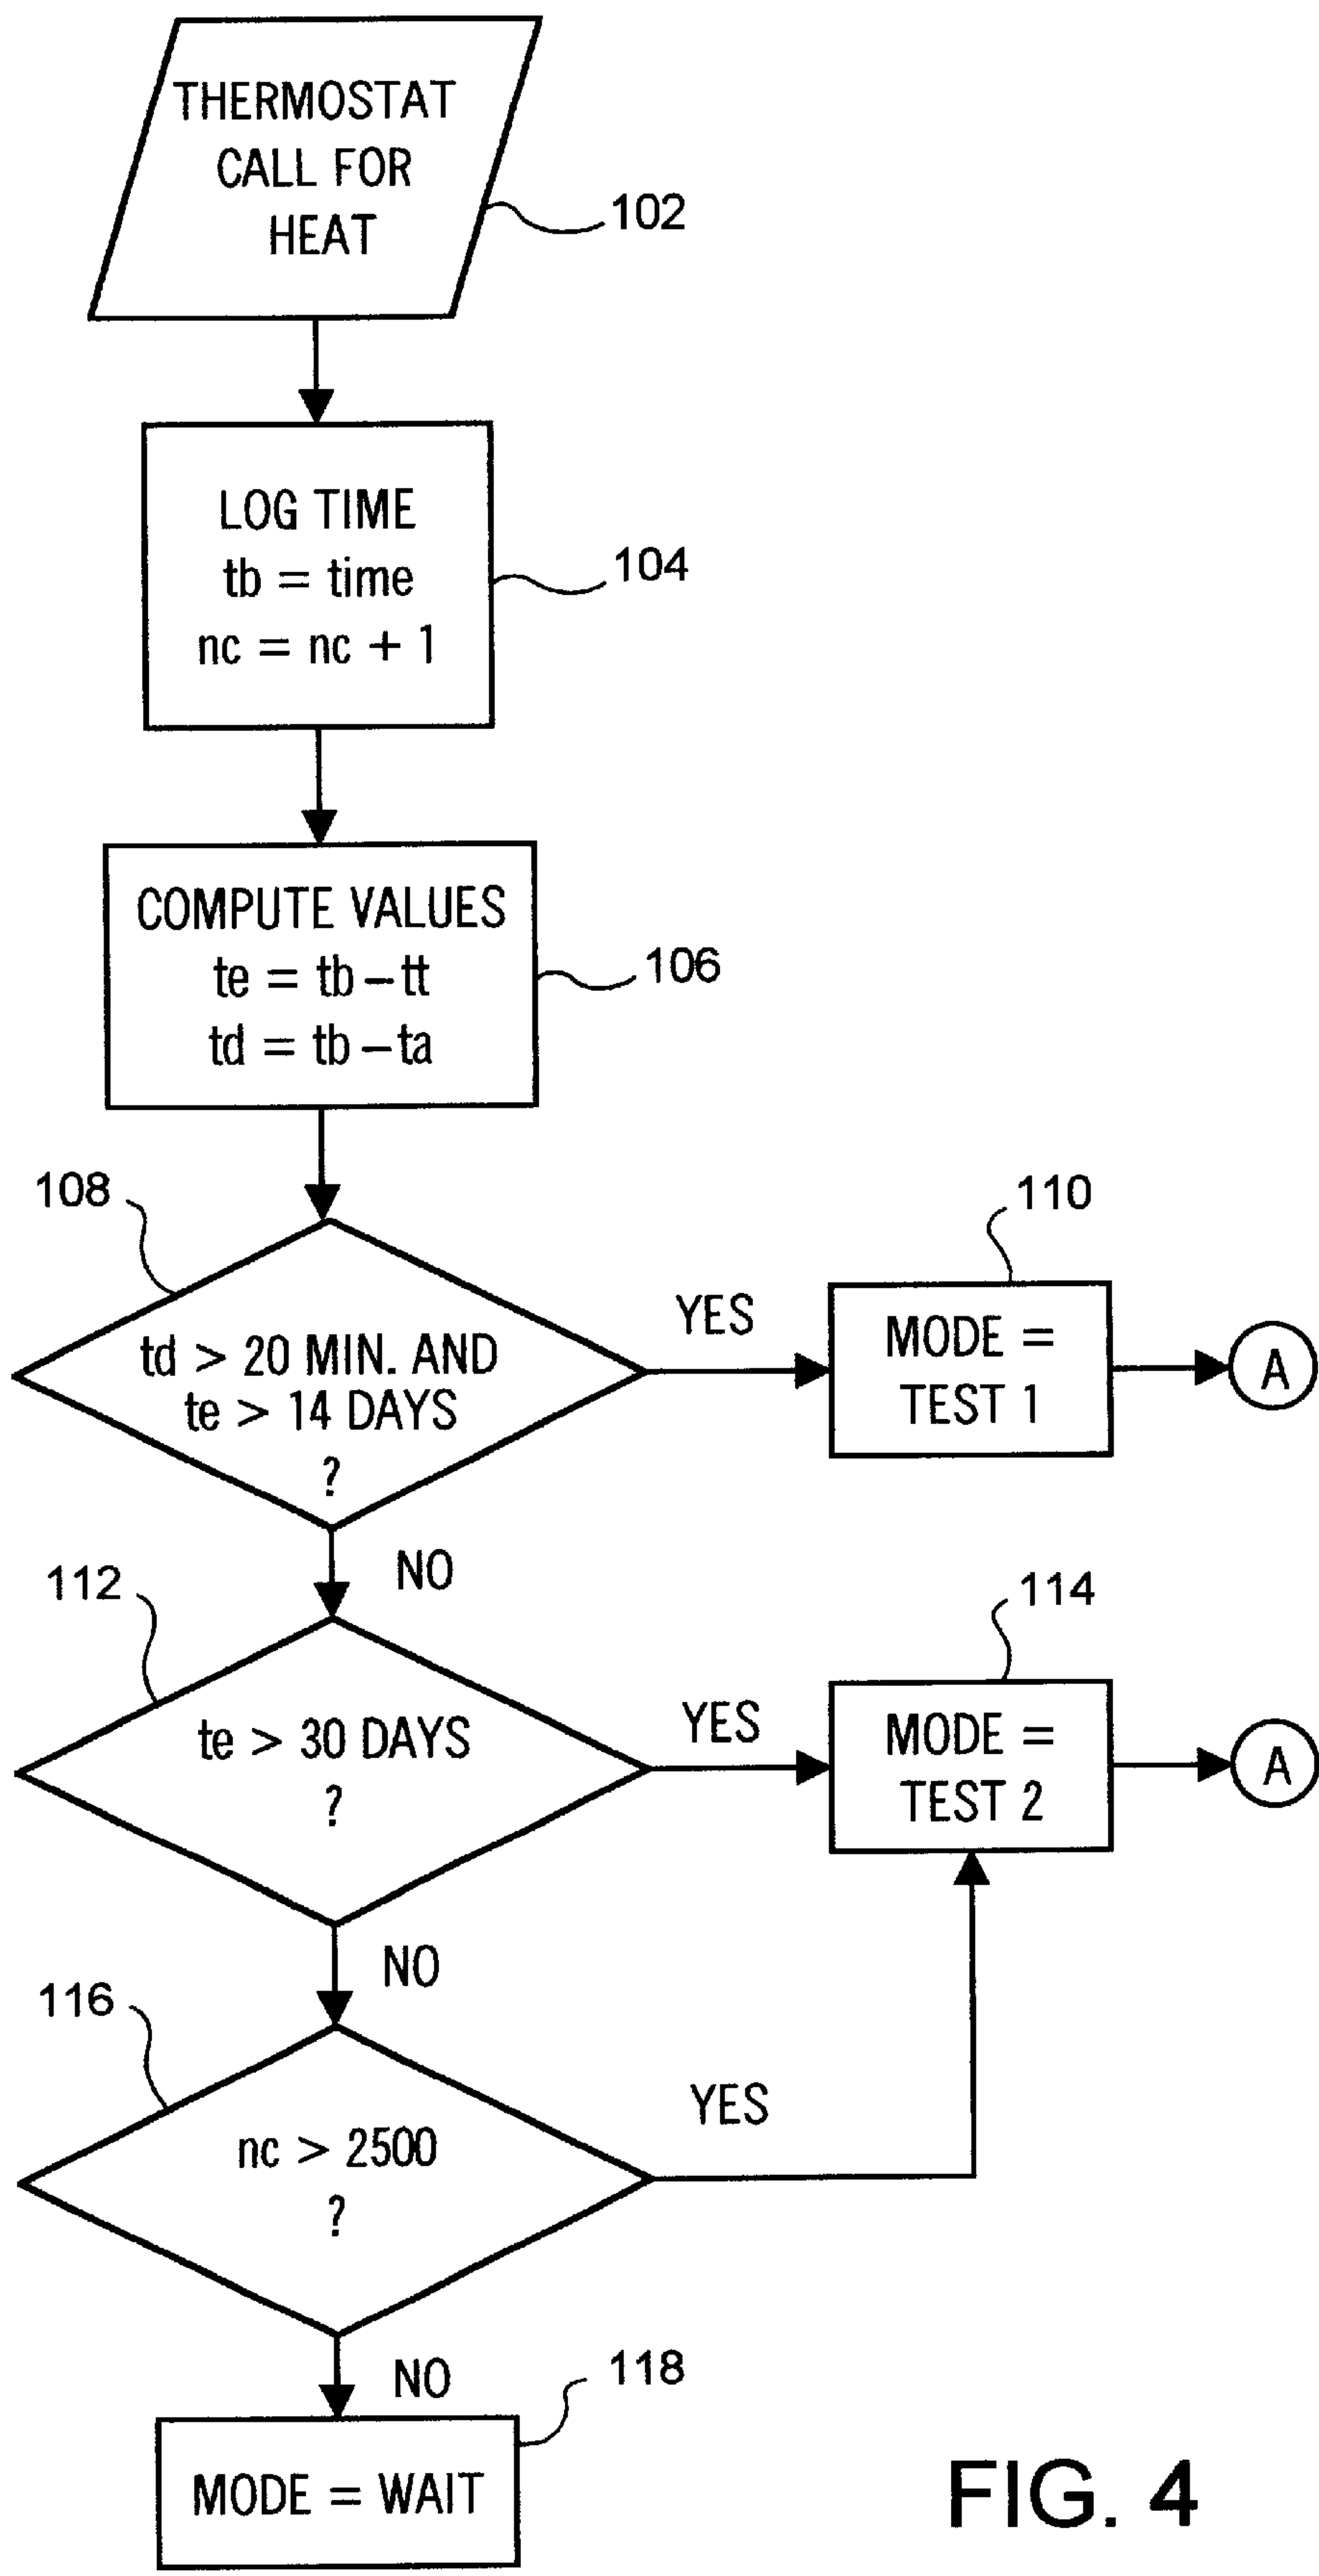 THERMOSTAT
CALL FOR
HEAT
102
LOG TIME
tb = time
nc = nc + 1
104
COMPUTE VALUES
te = tb – tt
td = tb – ta
106
108
td > 20 MIN. AND
te > 14 DAYS
?
YES
110
MODE =
TEST 1
A
NO
112
te > 30 DAYS
?
YES
114
MODE =
TEST 2
A
NO
116
nc > 2500
?
YES
NO
118
MODE = WAIT
FIG. 4